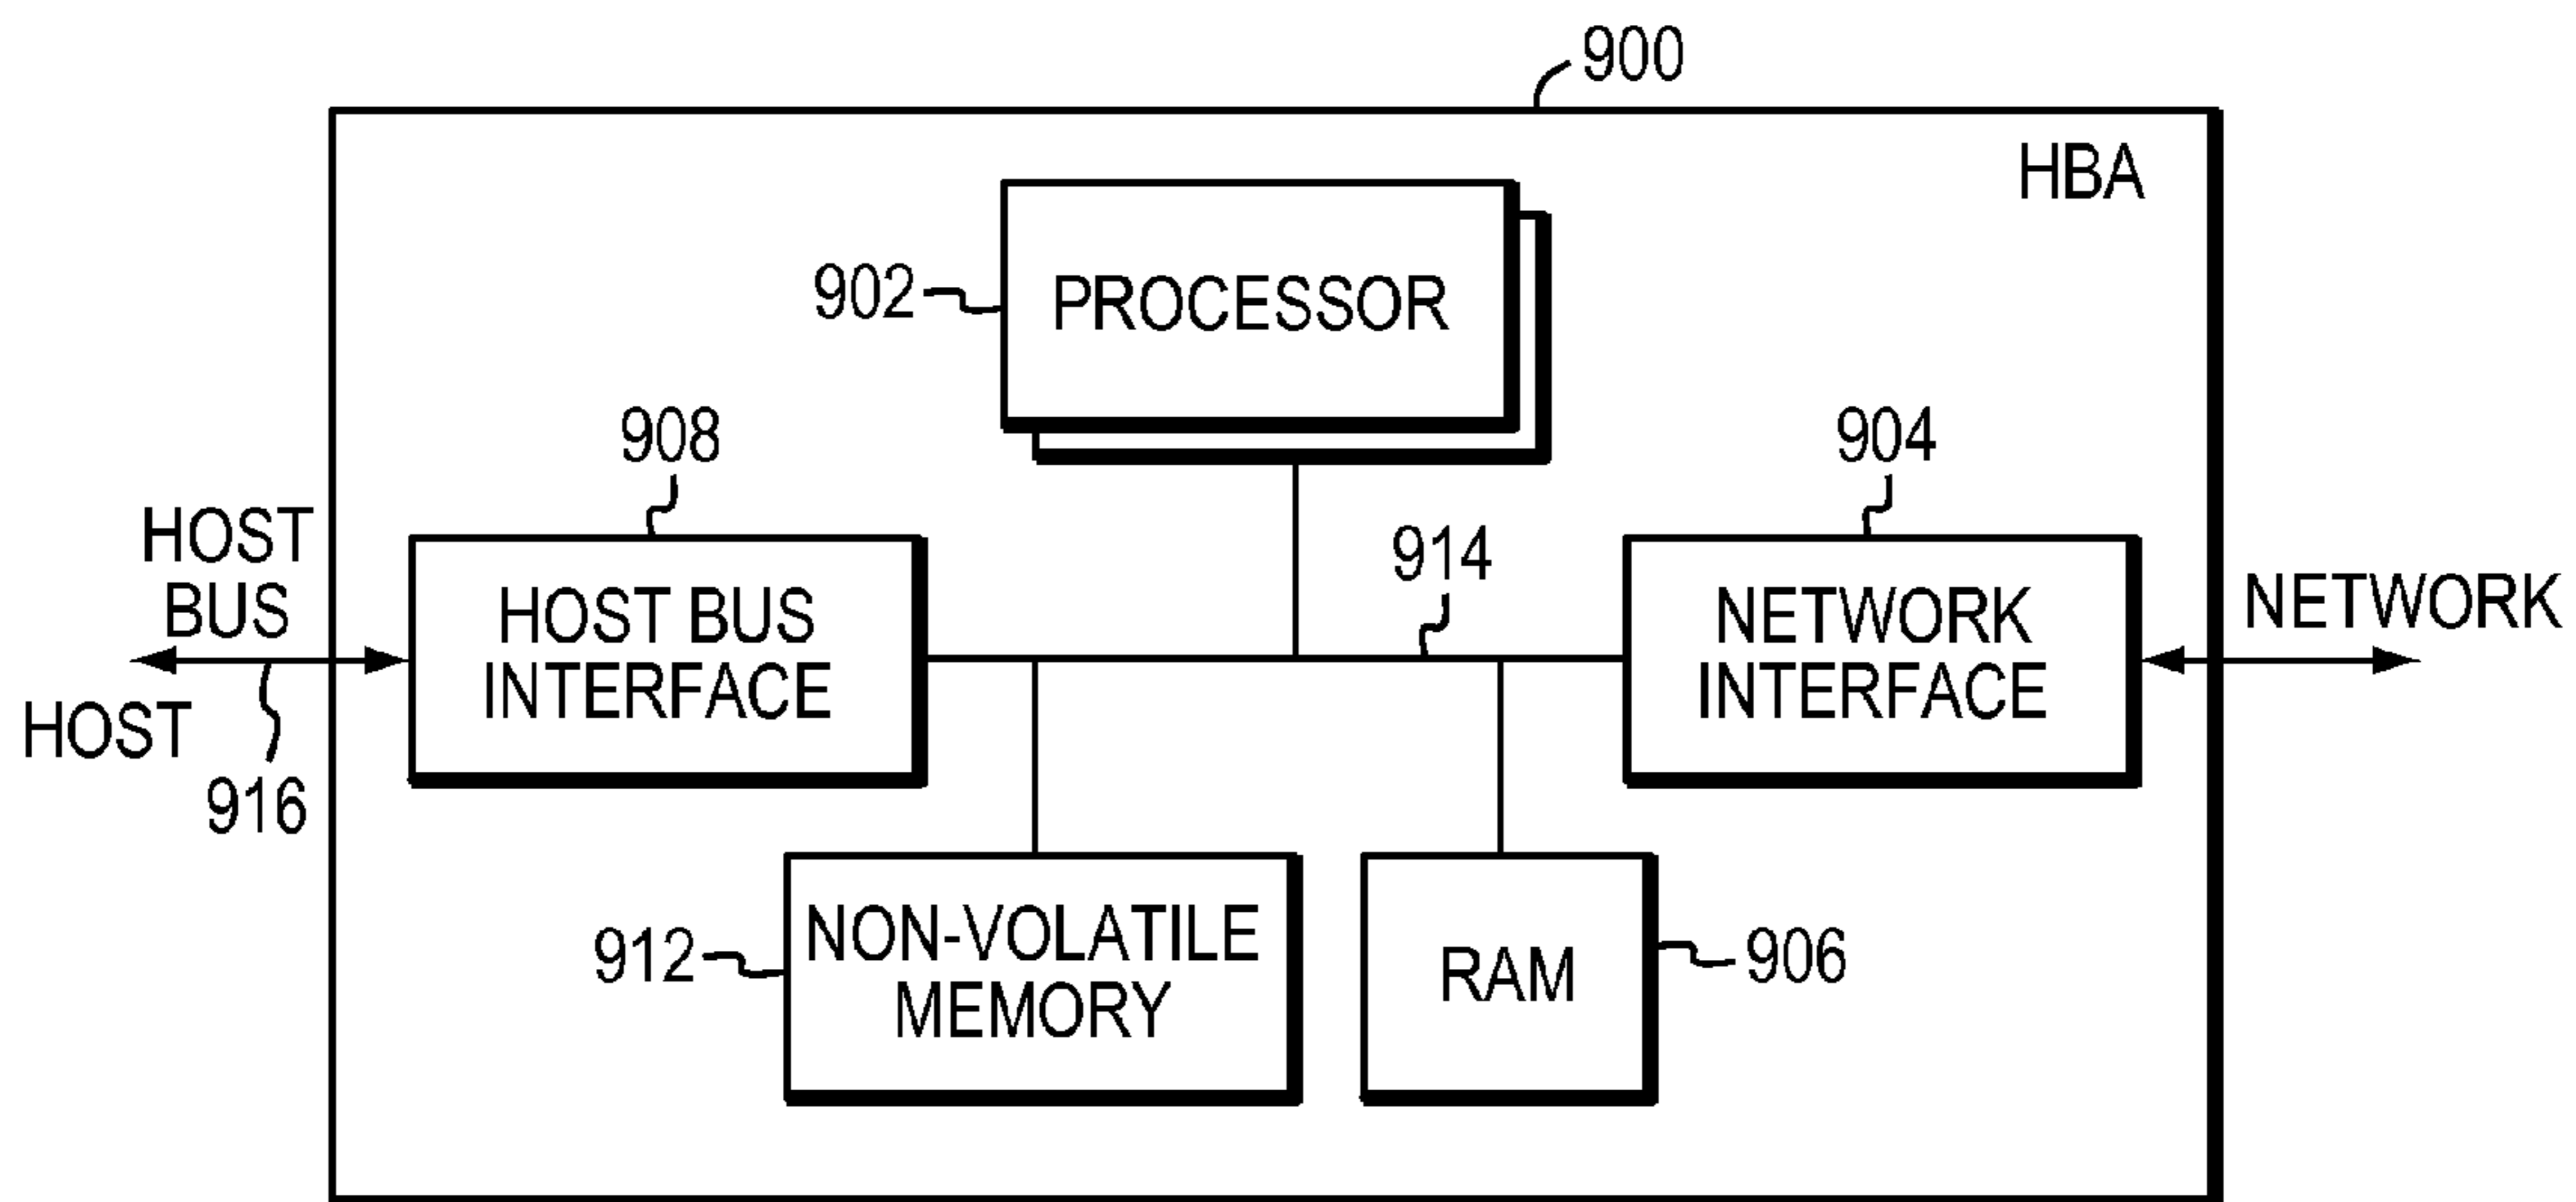 900
HBA
902
PROCESSOR
908
904
HOST
BUS
914
HOST BUS
INTERFACE
NETWORK
INTERFACE
NETWORK
HOST
916
912
NON-VOLATILE
MEMORY
RAM
906